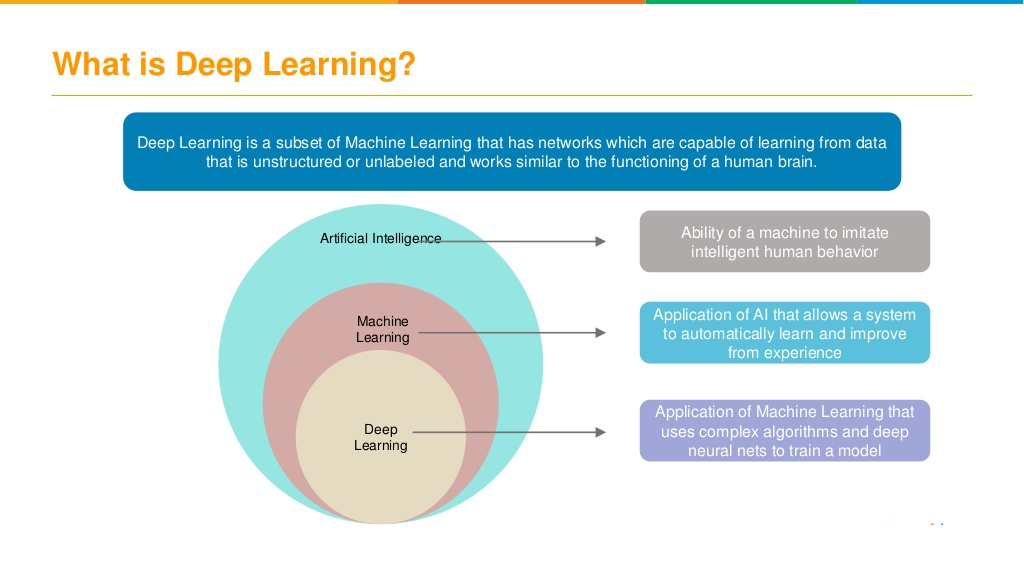 What is Deep Learning?
Deep Learning is a subset of Machine Learning that has networks which are capable of learning from data
that is unstructured or unlabeled and works similar to the functioning of a human brain.
Artificial Intelligence
Ability of a machine to imitate
intelligent human behavior
Machine
Learning
Application of AI that allows a system
to automatically learn and improve
from experience
Deep
Learning
Application of Machine Learning that
uses complex algorithms and deep
neural nets to train a model